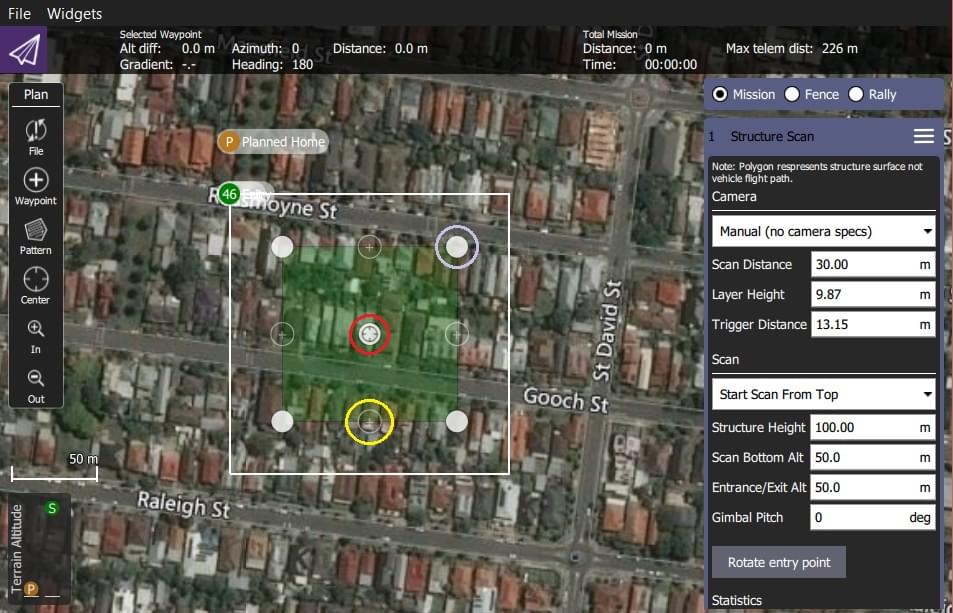 File Widgets
Selected Waypoint
Alt diff: 0.0 m Azimuth: 0 Distance: 0.0 m
Gradient: -.- Heading: 180
Total Mission
Distance: 0 m Max telem dist: 226 m
Time: 00:00:00
Plan
File
Waypoint
Pattern
Center
In
Out
P Planned Home
46
St
Gooch St
St David St
Raleigh St
50 m
Terrain Altitude
S
P
Mission Fence Rally
1 Structure Scan
Note: Polygon respresents structure surface not
vehicle flight path.
Camera
Manual (no camera specs)
Scan Distance 30.00 m
Layer Height 9.87 m
Trigger Distance 13.15 m
Scan
Start Scan From Top
Structure Height 100.00 m
Scan Bottom Alt 50.0 m
Entrance/Exit Alt 50.0 m
Gimbal Pitch 0 deg
Rotate entry point
Statistics